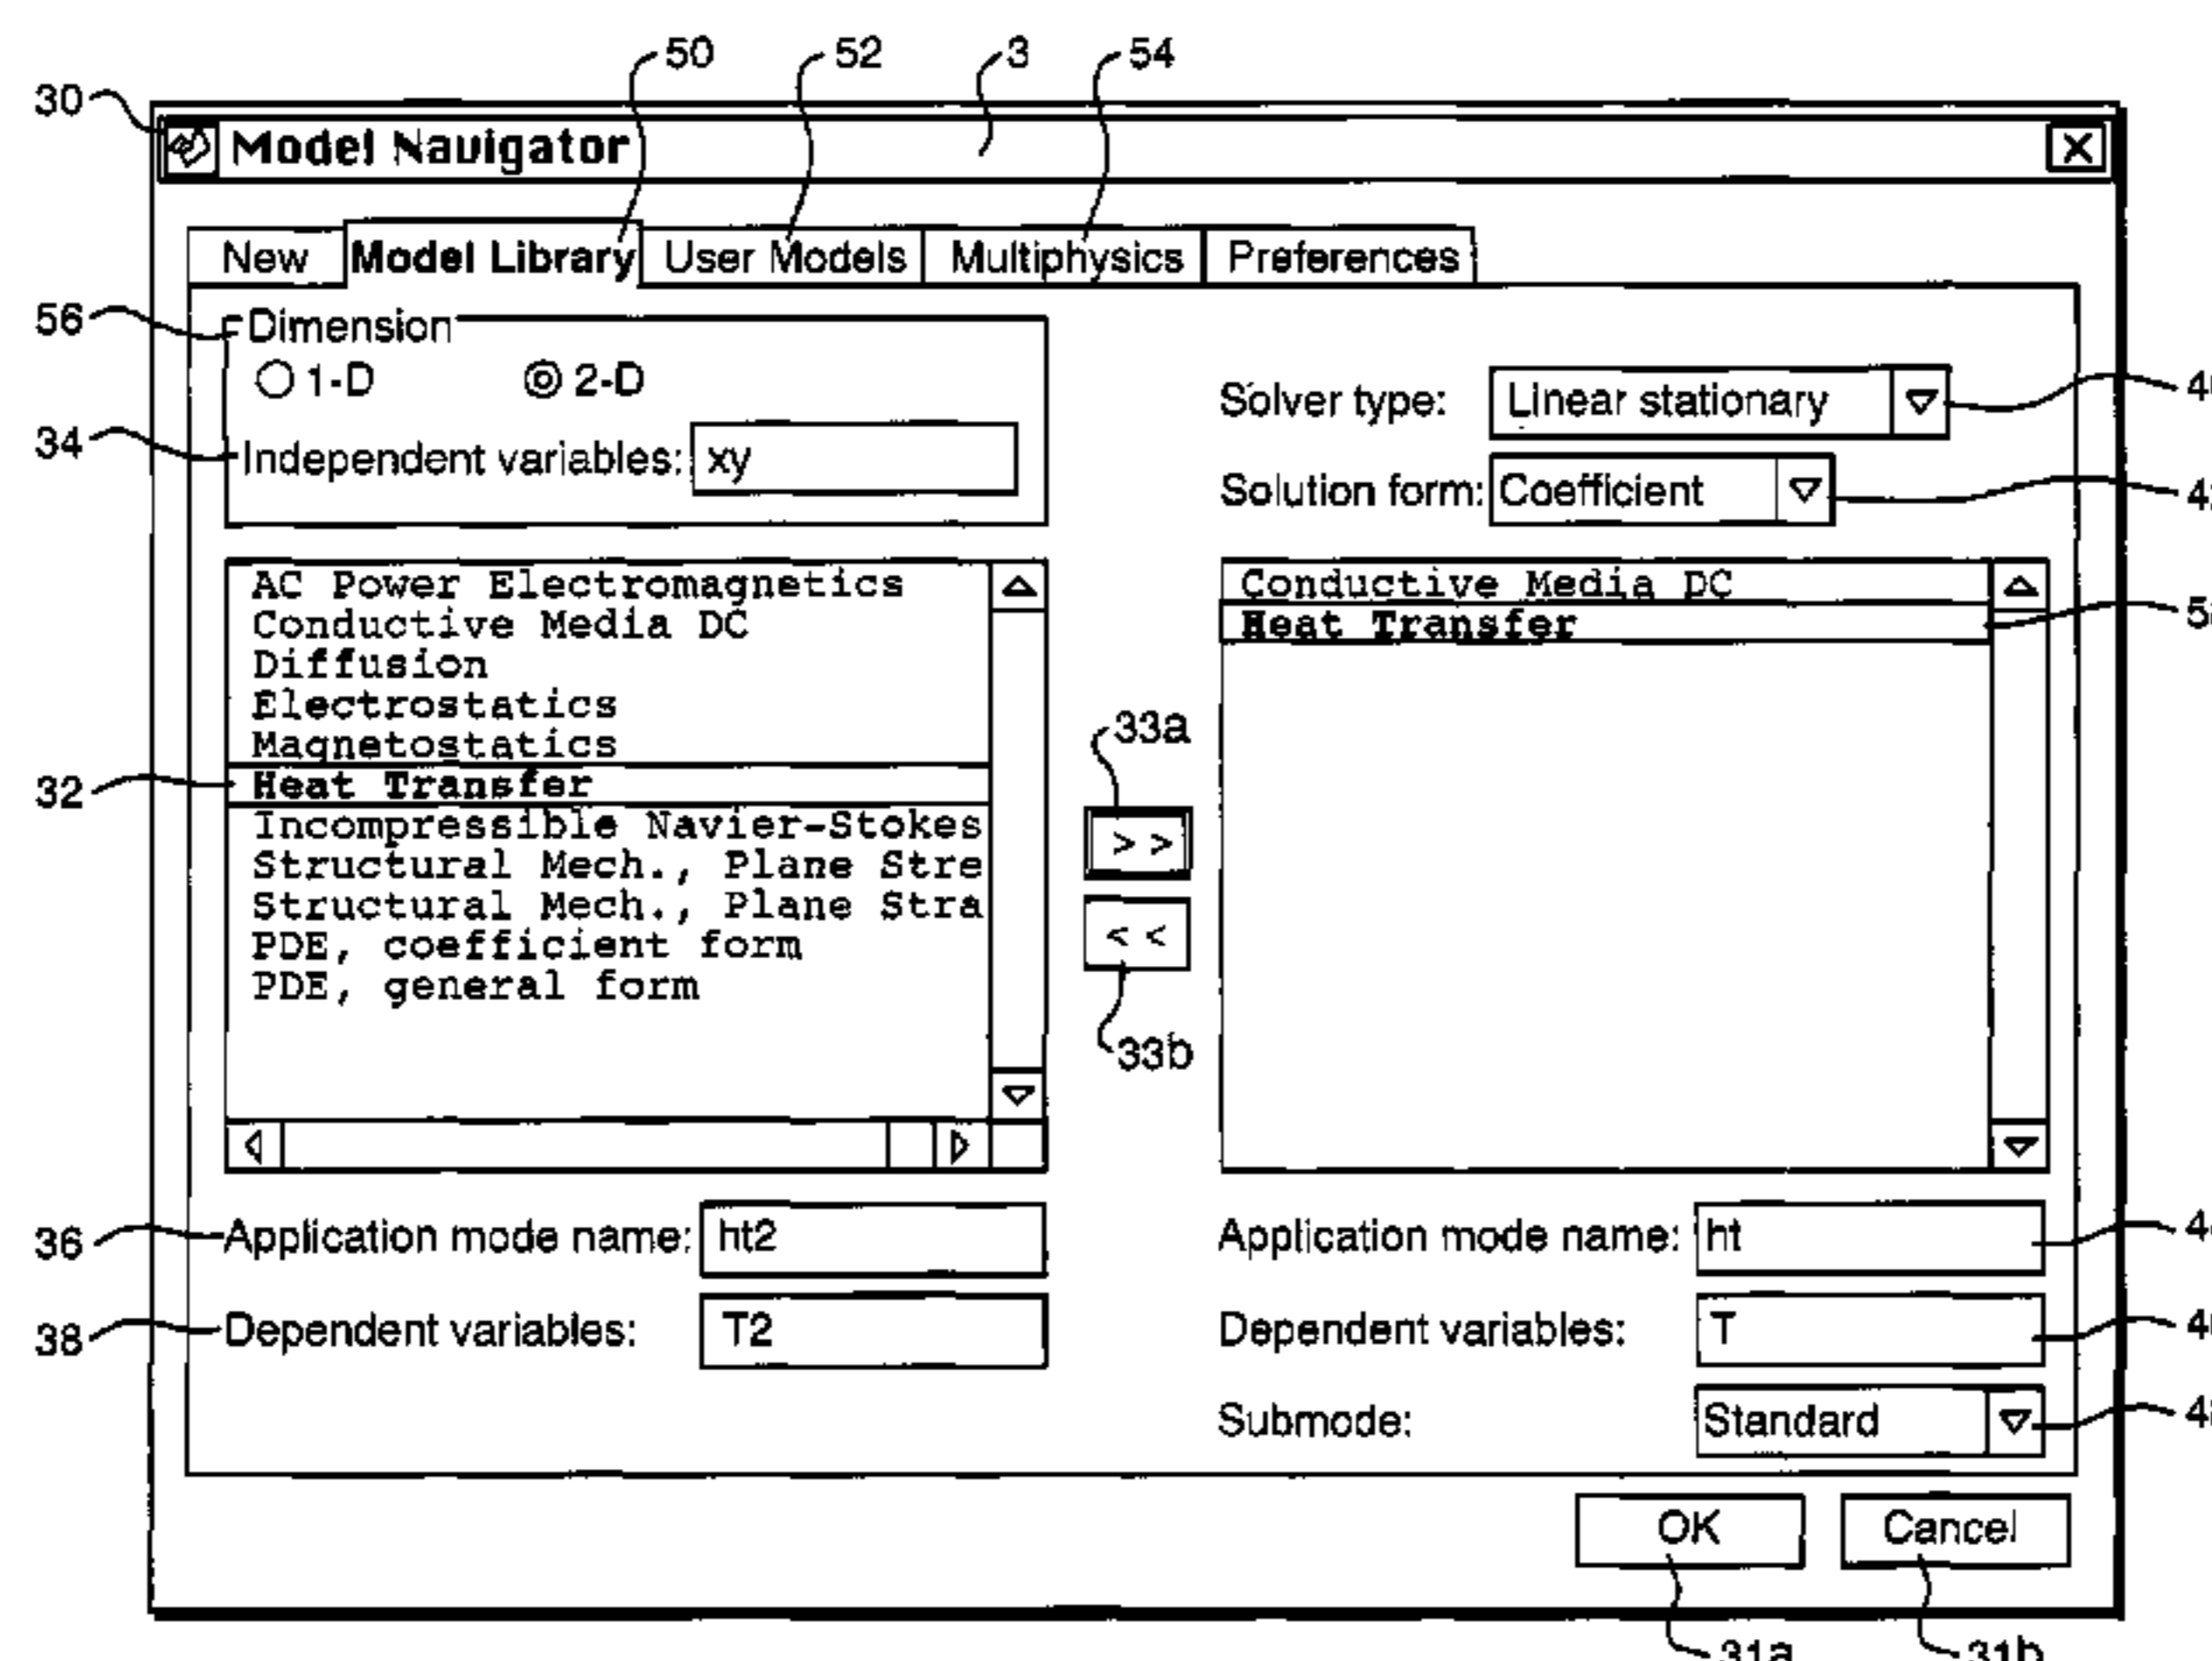 50 52 3 54
30
Model Navigator
New Model Library User Models Multiphysics Preferences
56
Dimension
1-D 2-D
34
Independent variables: xy
Solver type: Linear stationary
Solution form: Coefficient
AC Power Electromagnetics
Conductive Media DC
Diffusion
Electrostatics
Magnetostatics
32
Heat Transfer
Incompressible Navier-Stokes
Structural Mech., Plane Stre
Structural Mech., Plane Stra
PDE, coefficient form
PDE, general form
33a
> >
< <
33b
Conductive Media DC
Heat Transfer
36
Application mode name: ht2
38
Dependent variables: T2
Application mode name: ht
Dependent variables: T
Submode: Standard
OK Cancel
31a 31b